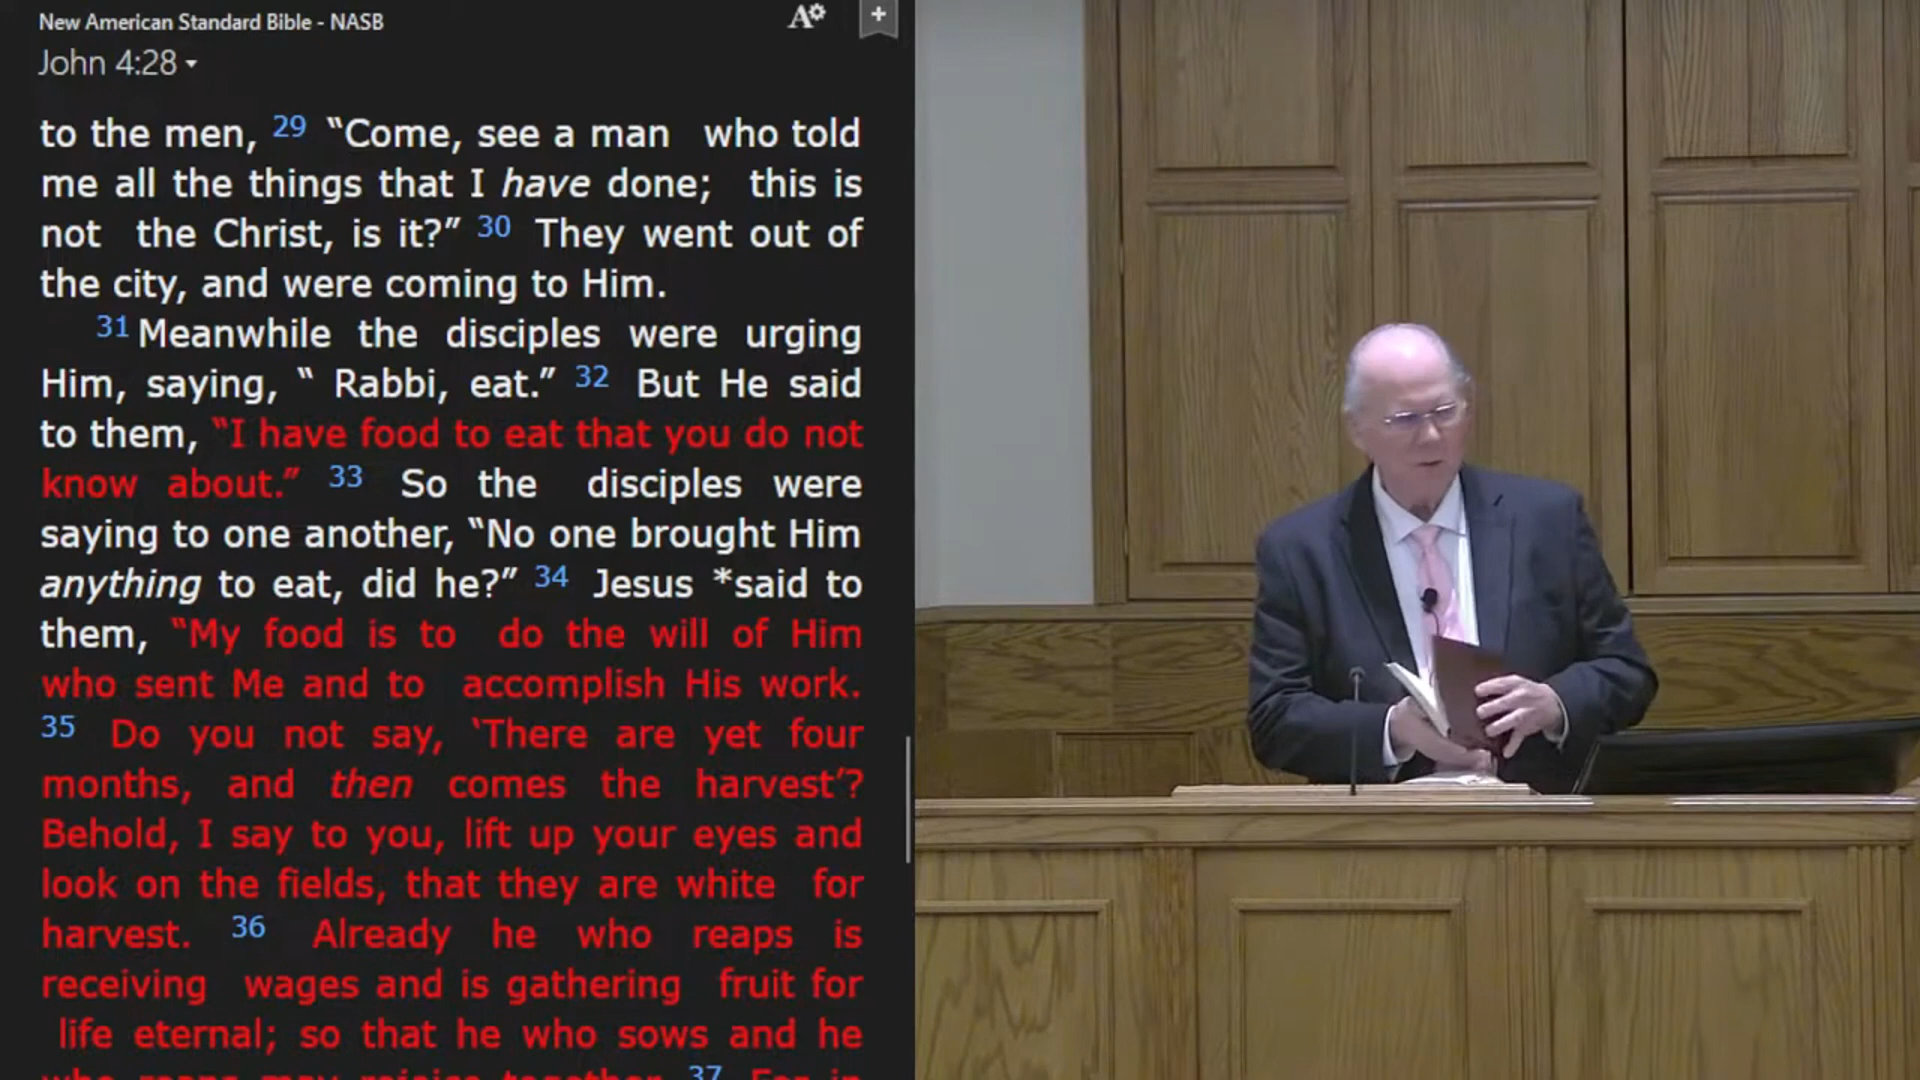 New American Standard Bible - NASB
John 4:28
to the men, 29 “Come, see a man who told
me all the things that I have done; this is
not the Christ, is it?” 30 They went out of
the city, and were coming to Him.
31 Meanwhile the disciples were urging
Him, saying, “ Rabbi, eat.” 32 But He said
to them, “I have food to eat that you do not
know about.” 33 So the disciples were
saying to one another, “No one brought Him
anything to eat, did he?” 34 Jesus *said to
them, “My food is to do the will of Him
who sent Me and to accomplish His work.
35 Do you not say, ‘There are yet four
months, and then comes the harvest’?
Behold, I say to you, lift up your eyes and
look on the fields, that they are white for
harvest. 36 Already he who reaps is
receiving wages and is gathering fruit for
life eternal; so that he who sows and he
who reaps may rejoice together. 37 For in